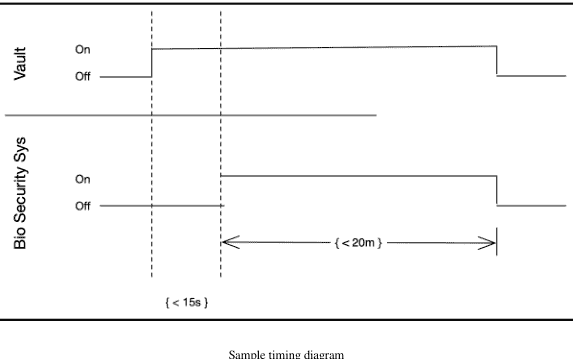 Vault
On
Off
Bio Security Sys
On
Off
{ < 20m }
{ < 15s }
Sample timing diagram